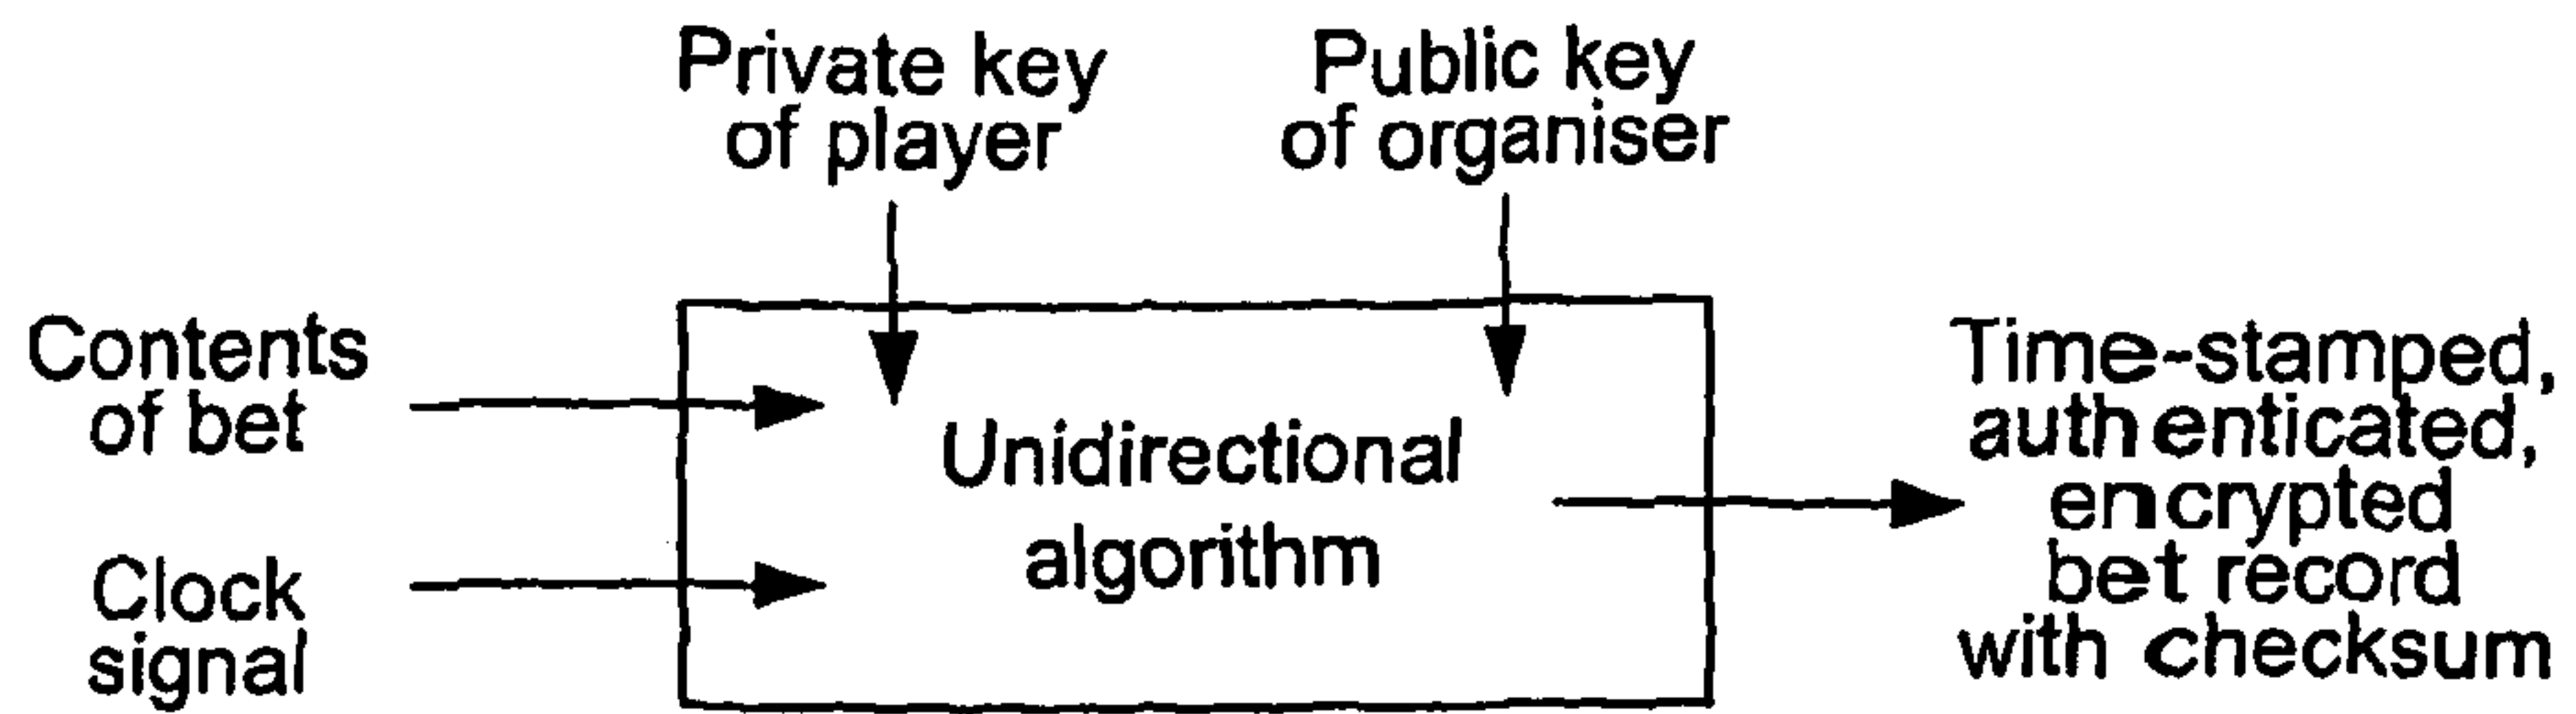 Private key
of player
Public key
of organiser
Contents
of bet
Clock
signal
Unidirectional
algorithm
Time-stamped,
authenticated,
encrypted
bet record
with checksum